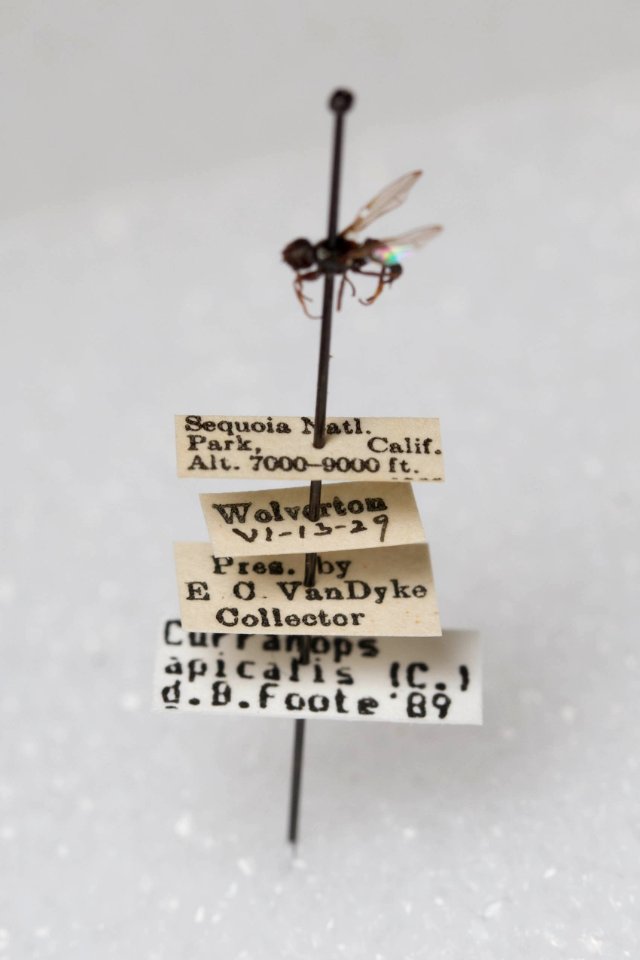 Sequoia Natl.
Park, Calif.
Alt. 7000–9000 ft.
Wolverton
VI-13-29
Pres. by
E C VanDyke
Collector
Curranops
apicalis (C.)
d.B.Foote '89